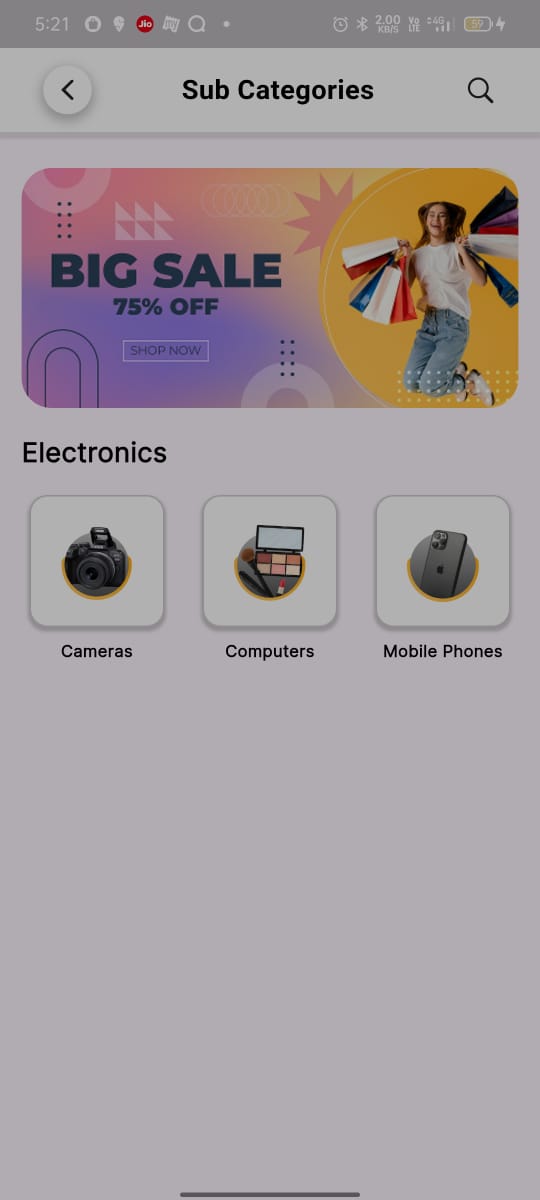 5:21
Jio
2.00
KB/S
Vo
LTE
4G
59
Sub Categories
BIG SALE
75% OFF
SHOP NOW
Electronics
Cameras
Computers
Mobile Phones